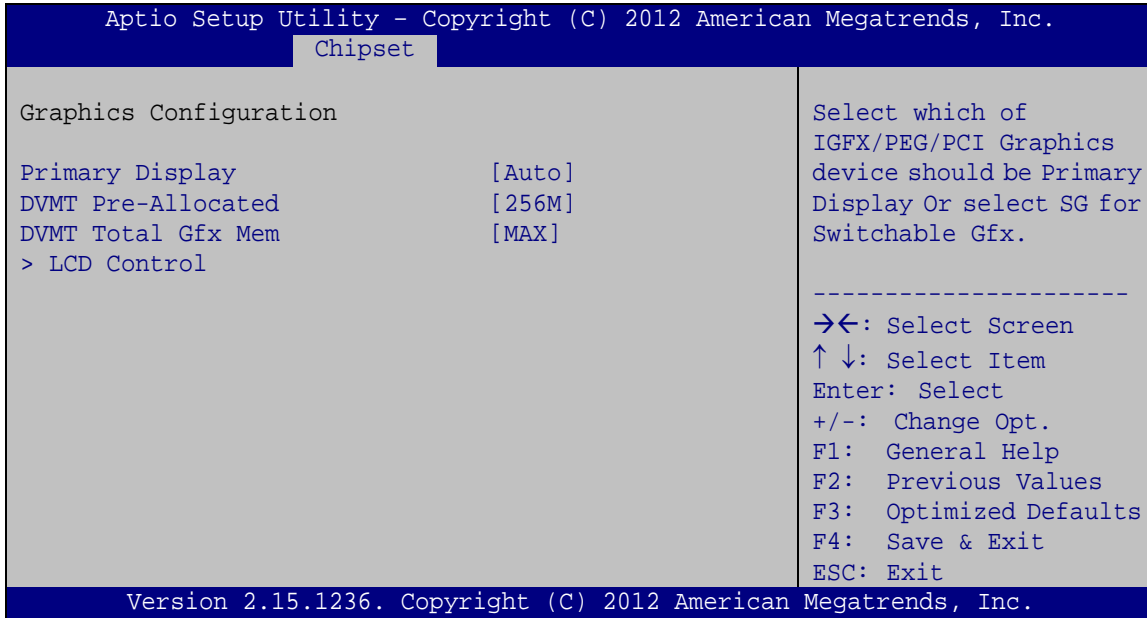 Aptio Setup Utility – Copyright (C) 2012 American Megatrends, Inc.
Chipset
Graphics Configuration
Primary Display [Auto]
DVMT Pre-Allocated [256M]
DVMT Total Gfx Mem [MAX]
> LCD Control
Select which of
IGFX/PEG/PCI Graphics
device should be Primary
Display Or select SG for
Switchable Gfx.
----------------------
→←: Select Screen
↑ ↓: Select Item
Enter: Select
+/-: Change Opt.
F1: General Help
F2: Previous Values
F3: Optimized Defaults
F4: Save & Exit
ESC: Exit
Version 2.15.1236. Copyright (C) 2012 American Megatrends, Inc.